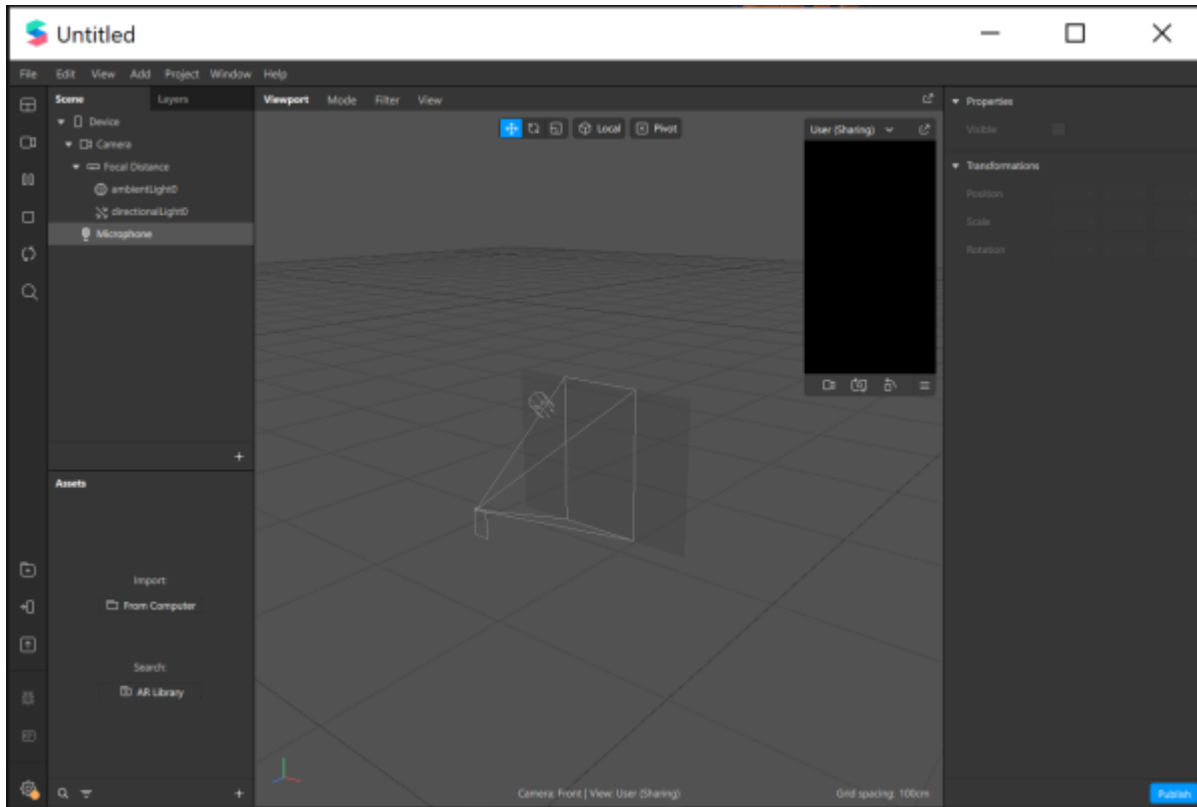 Untitled
File Edit View Add Project Window Help
Scene Layers
Device
Camera
Focal Distance
ambientLight0
directionalLight0
Microphone
Assets
Import:
From Computer
Search:
AR Library
Viewport Mode Filter View
Local Pivot
User (Sharing)
Camera: Front | View: User (Sharing)
Grid spacing: 100cm
Properties
Visible
Transformations
Position
Scale
Rotation
Publish